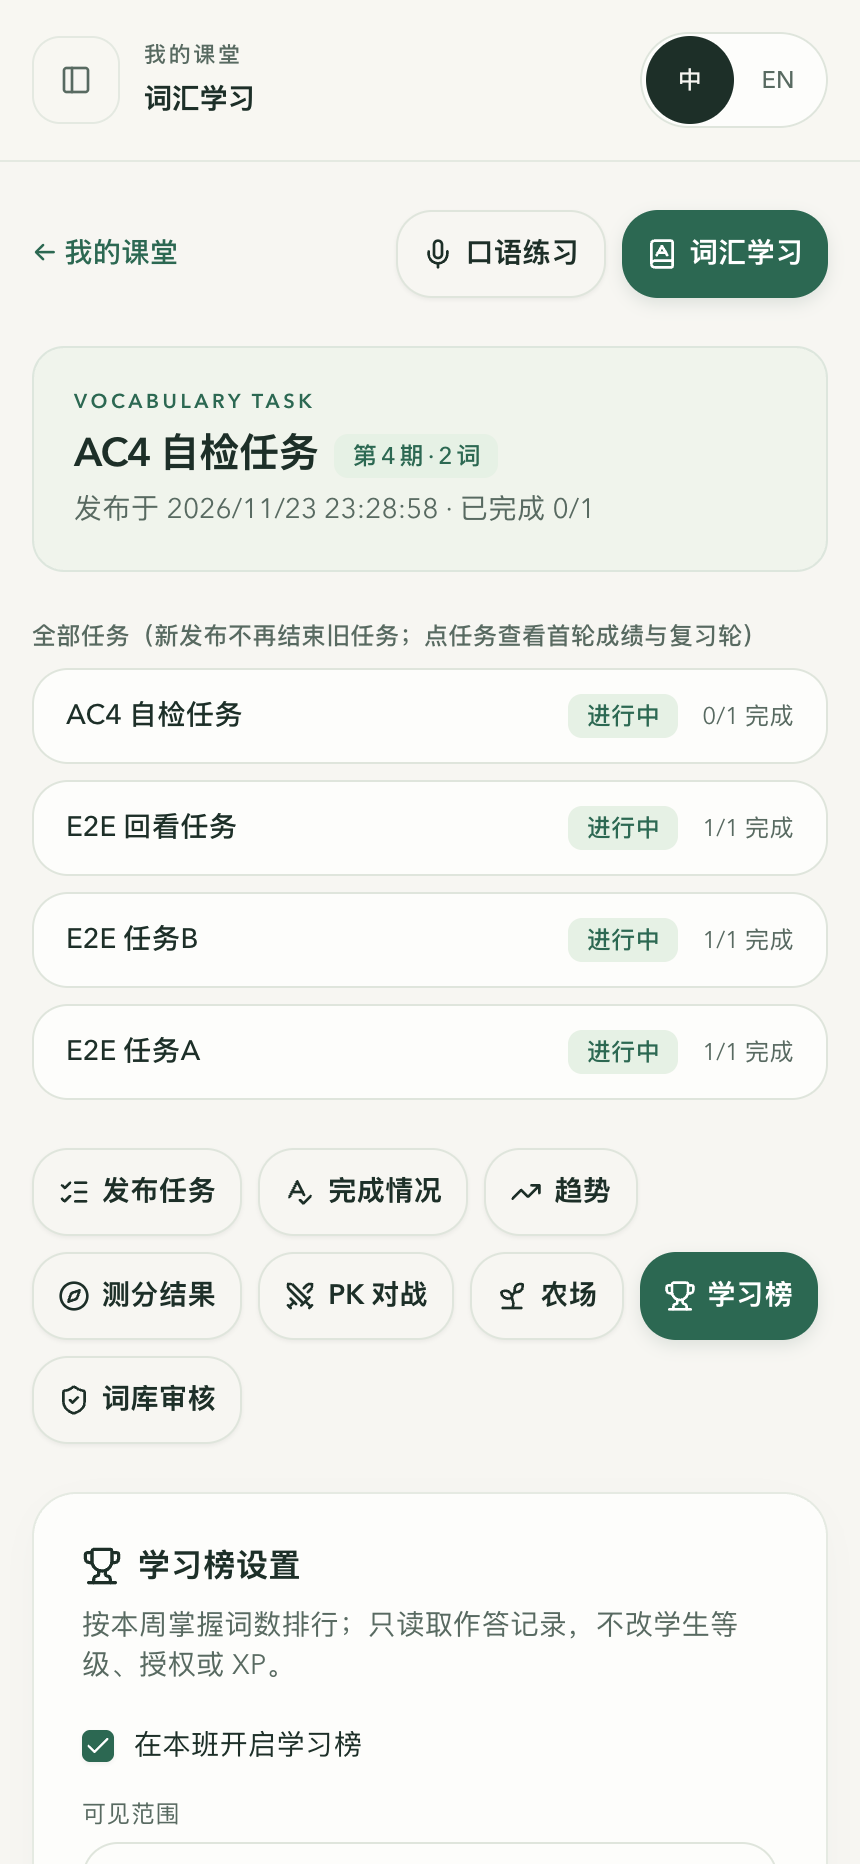 我的课堂
词汇学习
中 EN
← 我的课堂
口语练习
词汇学习
VOCABULARY TASK
AC4 自检任务 第 4 期 · 2 词
发布于 2026/11/23 23:28:58 · 已完成 0/1
全部任务（新发布不再结束旧任务；点任务查看首轮成绩与复习轮）
AC4 自检任务 进行中 0/1 完成
E2E 回看任务 进行中 1/1 完成
E2E 任务B 进行中 1/1 完成
E2E 任务A 进行中 1/1 完成
发布任务 完成情况 趋势
测分结果 PK 对战 农场 学习榜
词库审核
学习榜设置
按本周掌握词数排行；只读取作答记录，不改学生等
级、授权或 XP。
在本班开启学习榜
可见范围